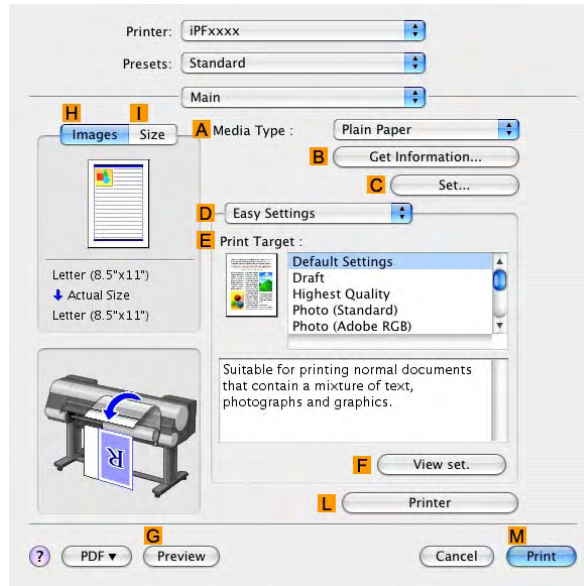 Printer: iPFxxxx
Presets: Standard
Main
H I
Images Size
A Media Type : Plain Paper
B Get Information...
C Set...
D Easy Settings
E Print Target :
Default Settings
Draft
Highest Quality
Photo (Standard)
Photo (Adobe RGB)
Letter (8.5"x11")
Actual Size
Letter (8.5"x11")
Suitable for printing normal documents
that contain a mixture of text,
photographs and graphics.
R
F View set.
L Printer
G M
? PDF Preview Cancel Print